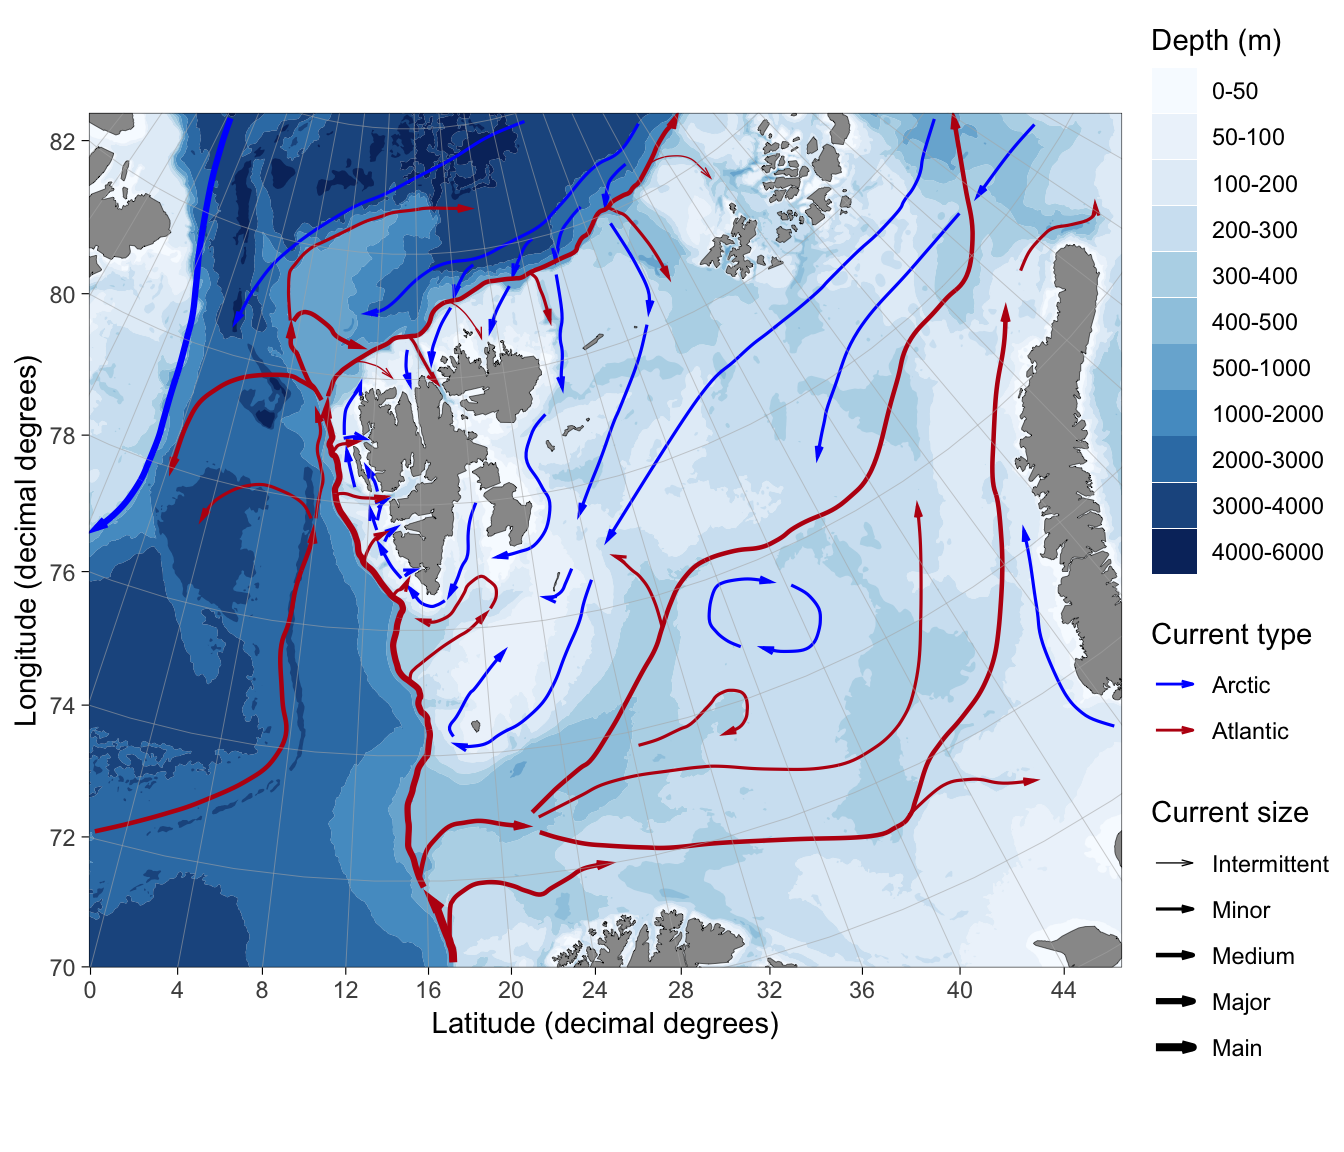 Depth (m)
0-50
50-100
100-200
200-300
300-400
400-500
500-1000
1000-2000
2000-3000
3000-4000
4000-6000
Current type
Arctic
Atlantic
Current size
Intermittent
Minor
Medium
Major
Main
Longitude (decimal degrees)
82
80
78
76
74
72
70
0 4 8 12 16 20 24 28 32 36 40 44
Latitude (decimal degrees)